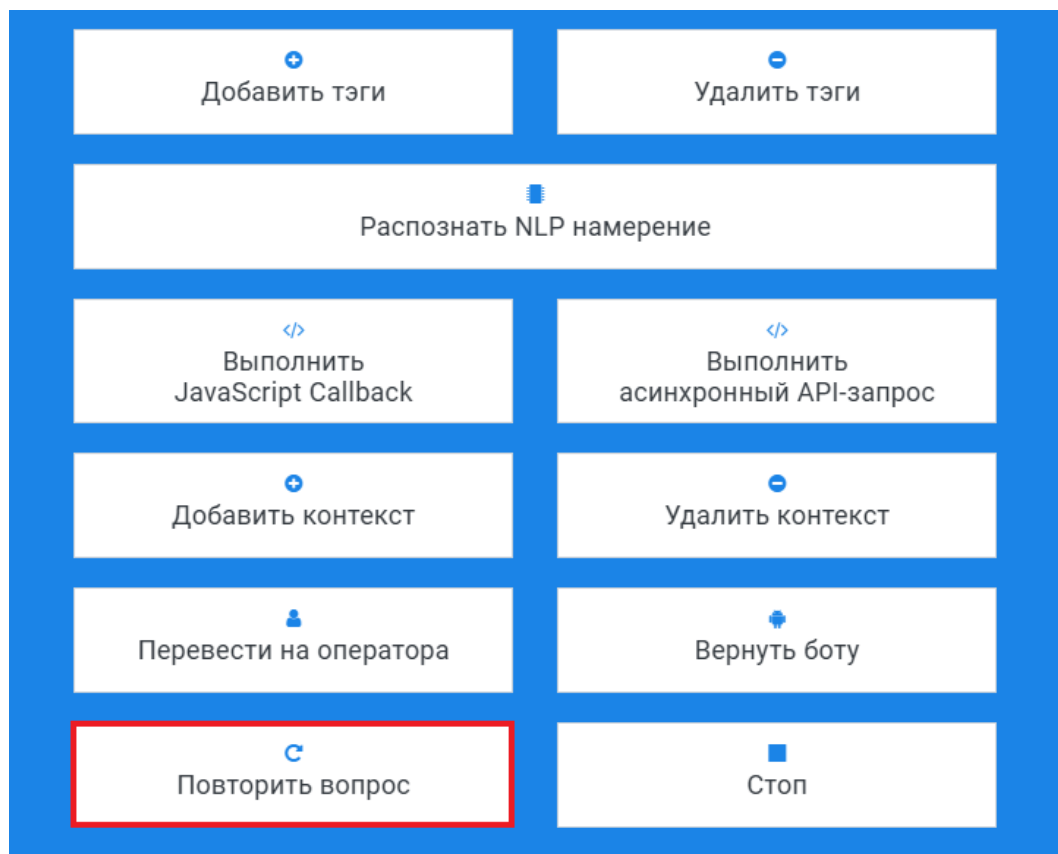 Добавить тэги
Удалить тэги
Распознать NLP намерение
Выполнить
JavaScript Callback
Выполнить
асинхронный API-запрос
Добавить контекст
Удалить контекст
Перевести на оператора
Вернуть боту
Повторить вопрос
Стоп